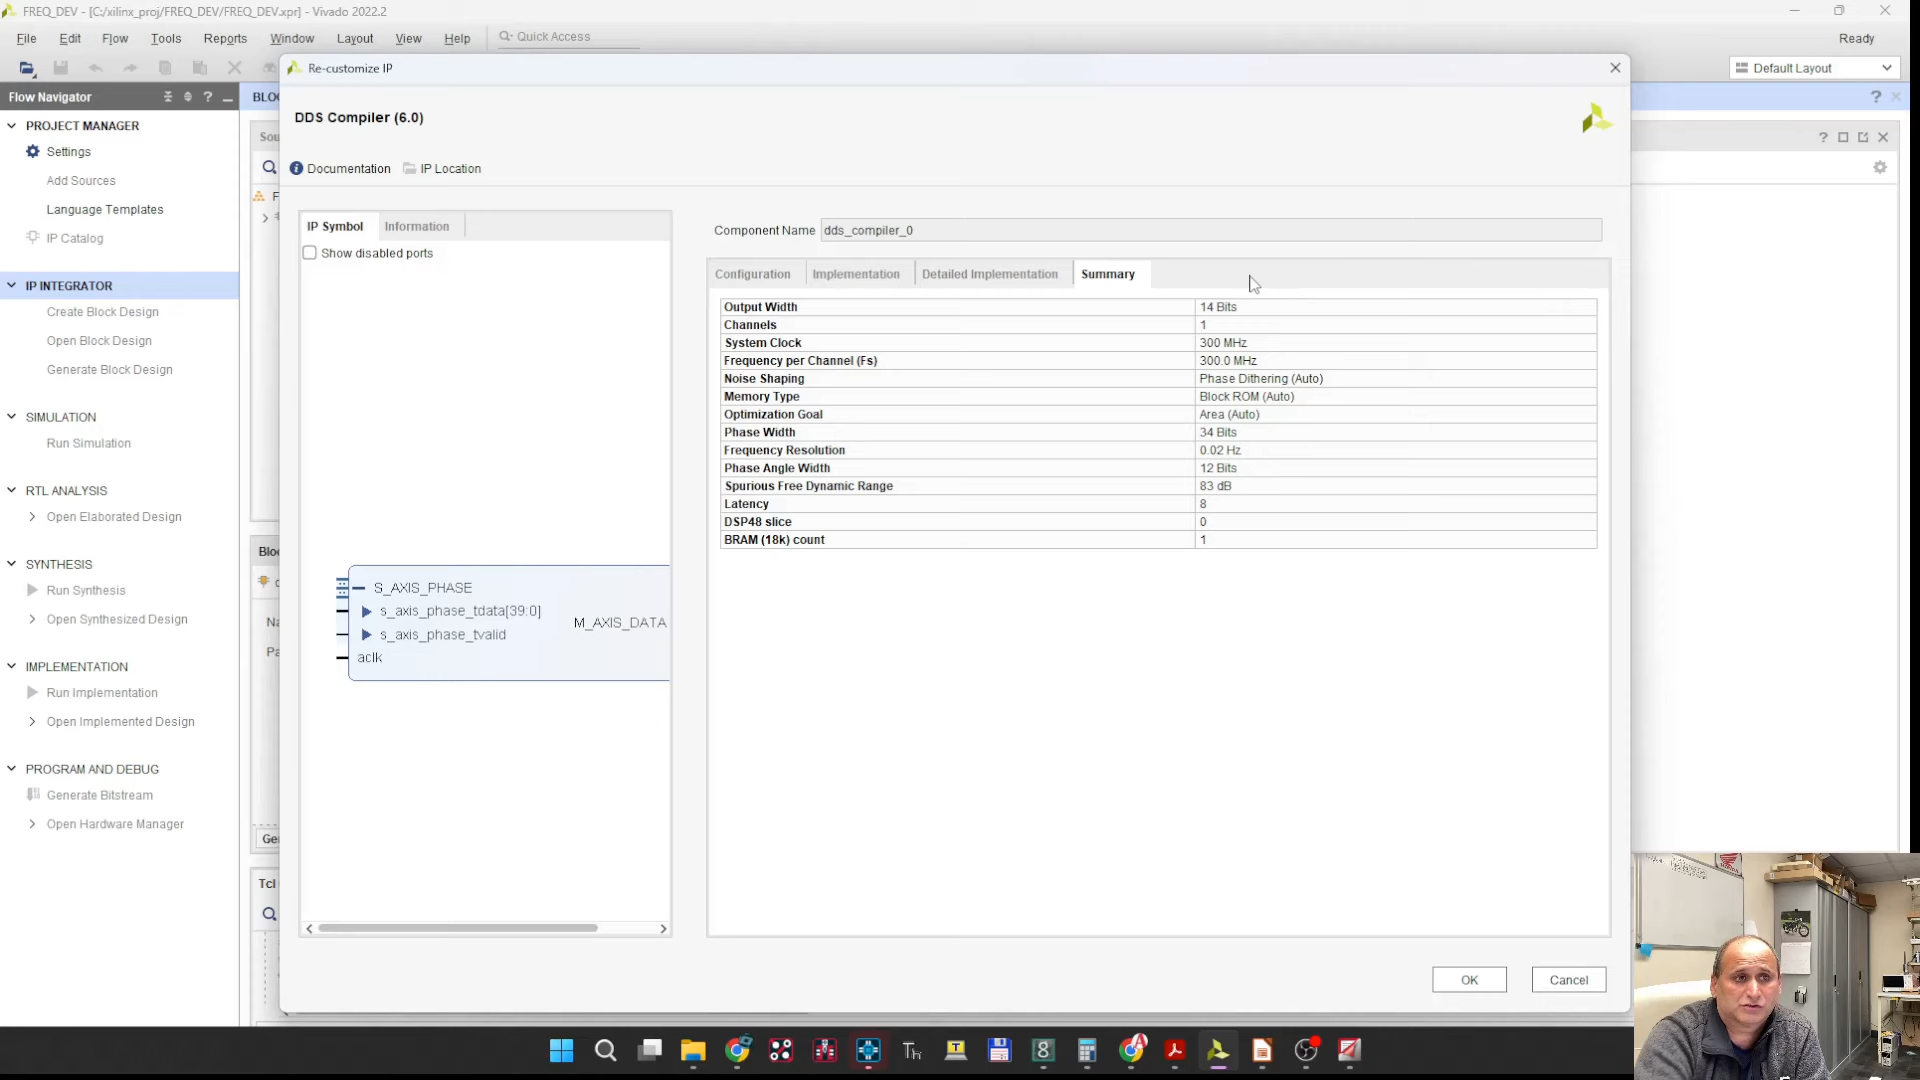 FREQ_DEV - [C:/xilinx_proj/FREQ_DEV/FREQ_DEV.xpr] - Vivado 2022.2
File Edit Flow Tools Reports Window Layout View Help Quick Access Ready
Default Layout
Flow Navigator
PROJECT MANAGER
Settings
Add Sources
Language Templates
IP Catalog
IP INTEGRATOR
Create Block Design
Open Block Design
Generate Block Design
SIMULATION
Run Simulation
RTL ANALYSIS
Open Elaborated Design
SYNTHESIS
Run Synthesis
Open Synthesized Design
IMPLEMENTATION
Run Implementation
Open Implemented Design
PROGRAM AND DEBUG
Generate Bitstream
Open Hardware Manager
BLO
Sou
F
Blo
Na
Pa
Ge
Tcl
Re-customize IP
DDS Compiler (6.0)
Documentation IP Location
IP Symbol Information
Show disabled ports
S_AXIS_PHASE
s_axis_phase_tdata[39:0]
M_AXIS_DATA
s_axis_phase_tvalid
aclk
Component Name dds_compiler_0
Configuration Implementation Detailed Implementation Summary
Output Width 14 Bits
Channels 1
System Clock 300 MHz
Frequency per Channel (Fs) 300.0 MHz
Noise Shaping Phase Dithering (Auto)
Memory Type Block ROM (Auto)
Optimization Goal Area (Auto)
Phase Width 34 Bits
Frequency Resolution 0.02 Hz
Phase Angle Width 12 Bits
Spurious Free Dynamic Range 83 dB
Latency 8
DSP48 slice 0
BRAM (18k) count 1
OK Cancel